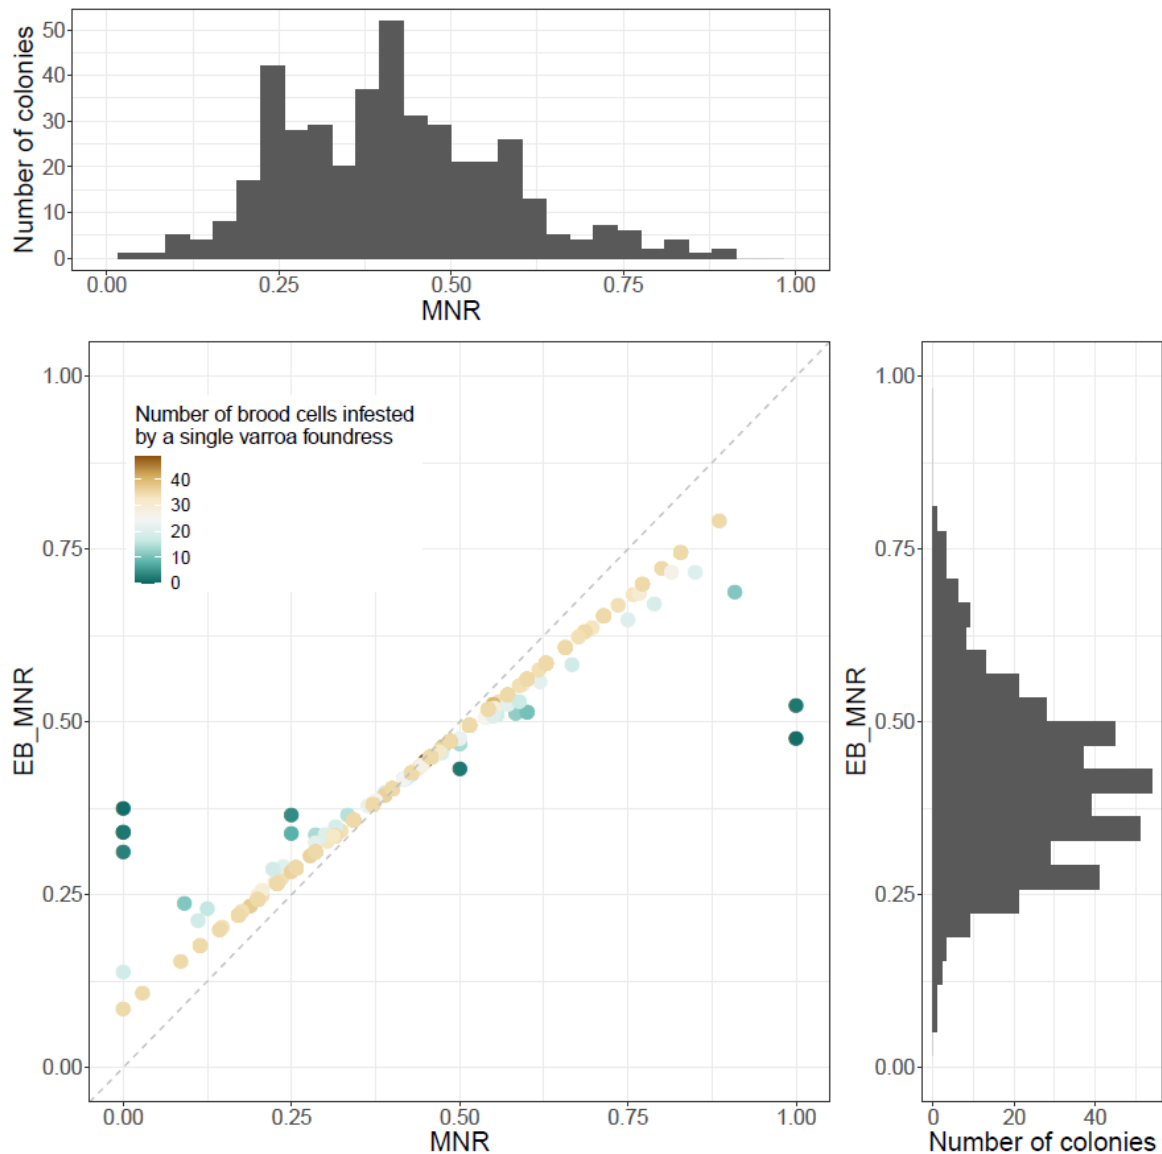 Number of colonies
50
40
30
20
10
0
0.00 0.25 0.50 0.75 1.00
MNR
EB_MNR
1.00
0.75
0.50
0.25
0.00
Number of brood cells infested
by a single varroa foundress
40
30
20
10
0
0.00 0.25 0.50 0.75 1.00
MNR
EB_MNR
1.00
0.75
0.50
0.25
0.00
0 20 40
Number of colonies